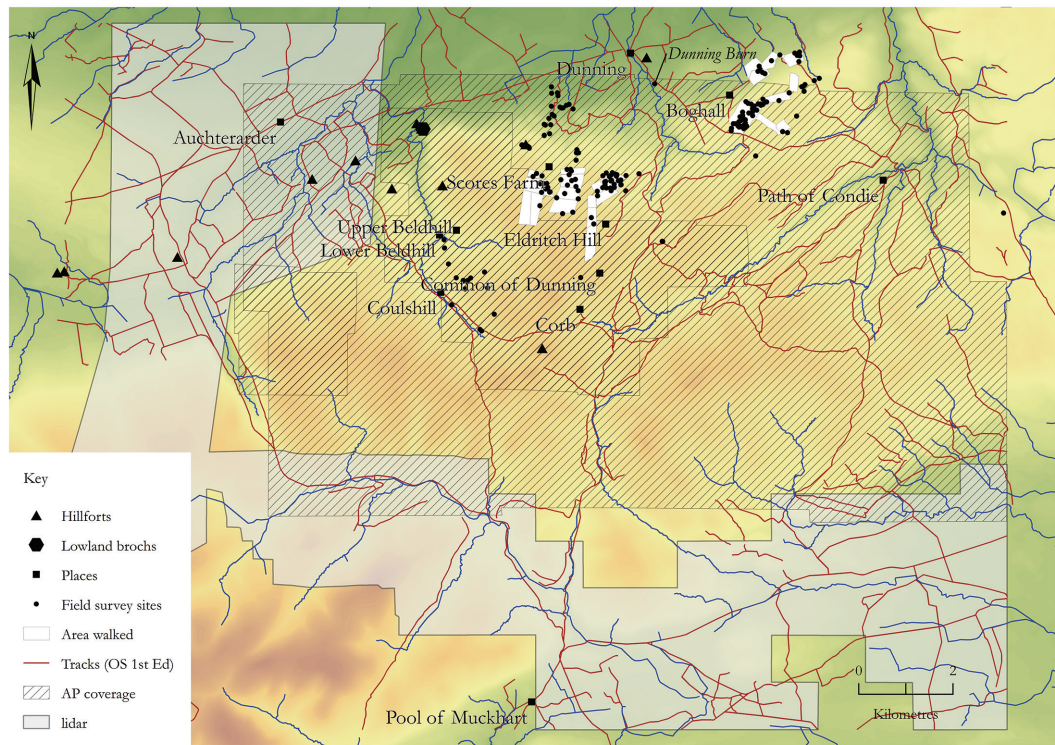 N
Dunning
Dunning Burn
Boghall
Auchterarder
Scores Farm
Path of Condie
Upper Beldhill
Lower Beldhill
Eldritch Hill
Common of Dunning
Coulshill
Corb
Key
Hillforts
Lowland brochs
Places
Field survey sites
Area walked
Tracks (OS 1st Ed)
AP coverage
lidar
Pool of Muckhart
0 2
Kilometres